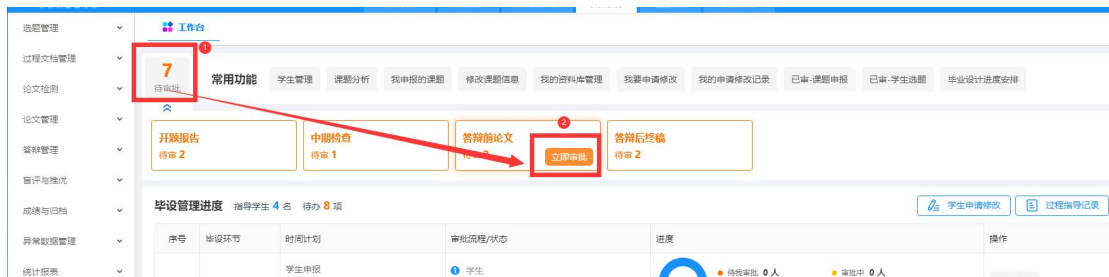 选题管理
工作台
过程文档管理
1
7
待审批
常用功能 学生管理 课题分析 我申报的课题 修改课题信息 我的资料库管理 我要申请修改 我的申请修改记录 已审-课题申报 已审-学生选题 毕业设计进度安排
论文检测
论文管理
2
开题报告 中期检查 答辩前论文 答辩后终稿
待审 2 待审 1 立即审批 待审 2
答辩管理
盲评与推优
成绩与归档
毕设管理进度 指导学生 4 名 待办 8 项 学生申请修改 过程指导记录
异常数据管理
序号 毕设环节 时间计划 审批流程/状态 进度 操作
统计报表
学生申报 1 学生 待我审批 0 人 审批中 0 人